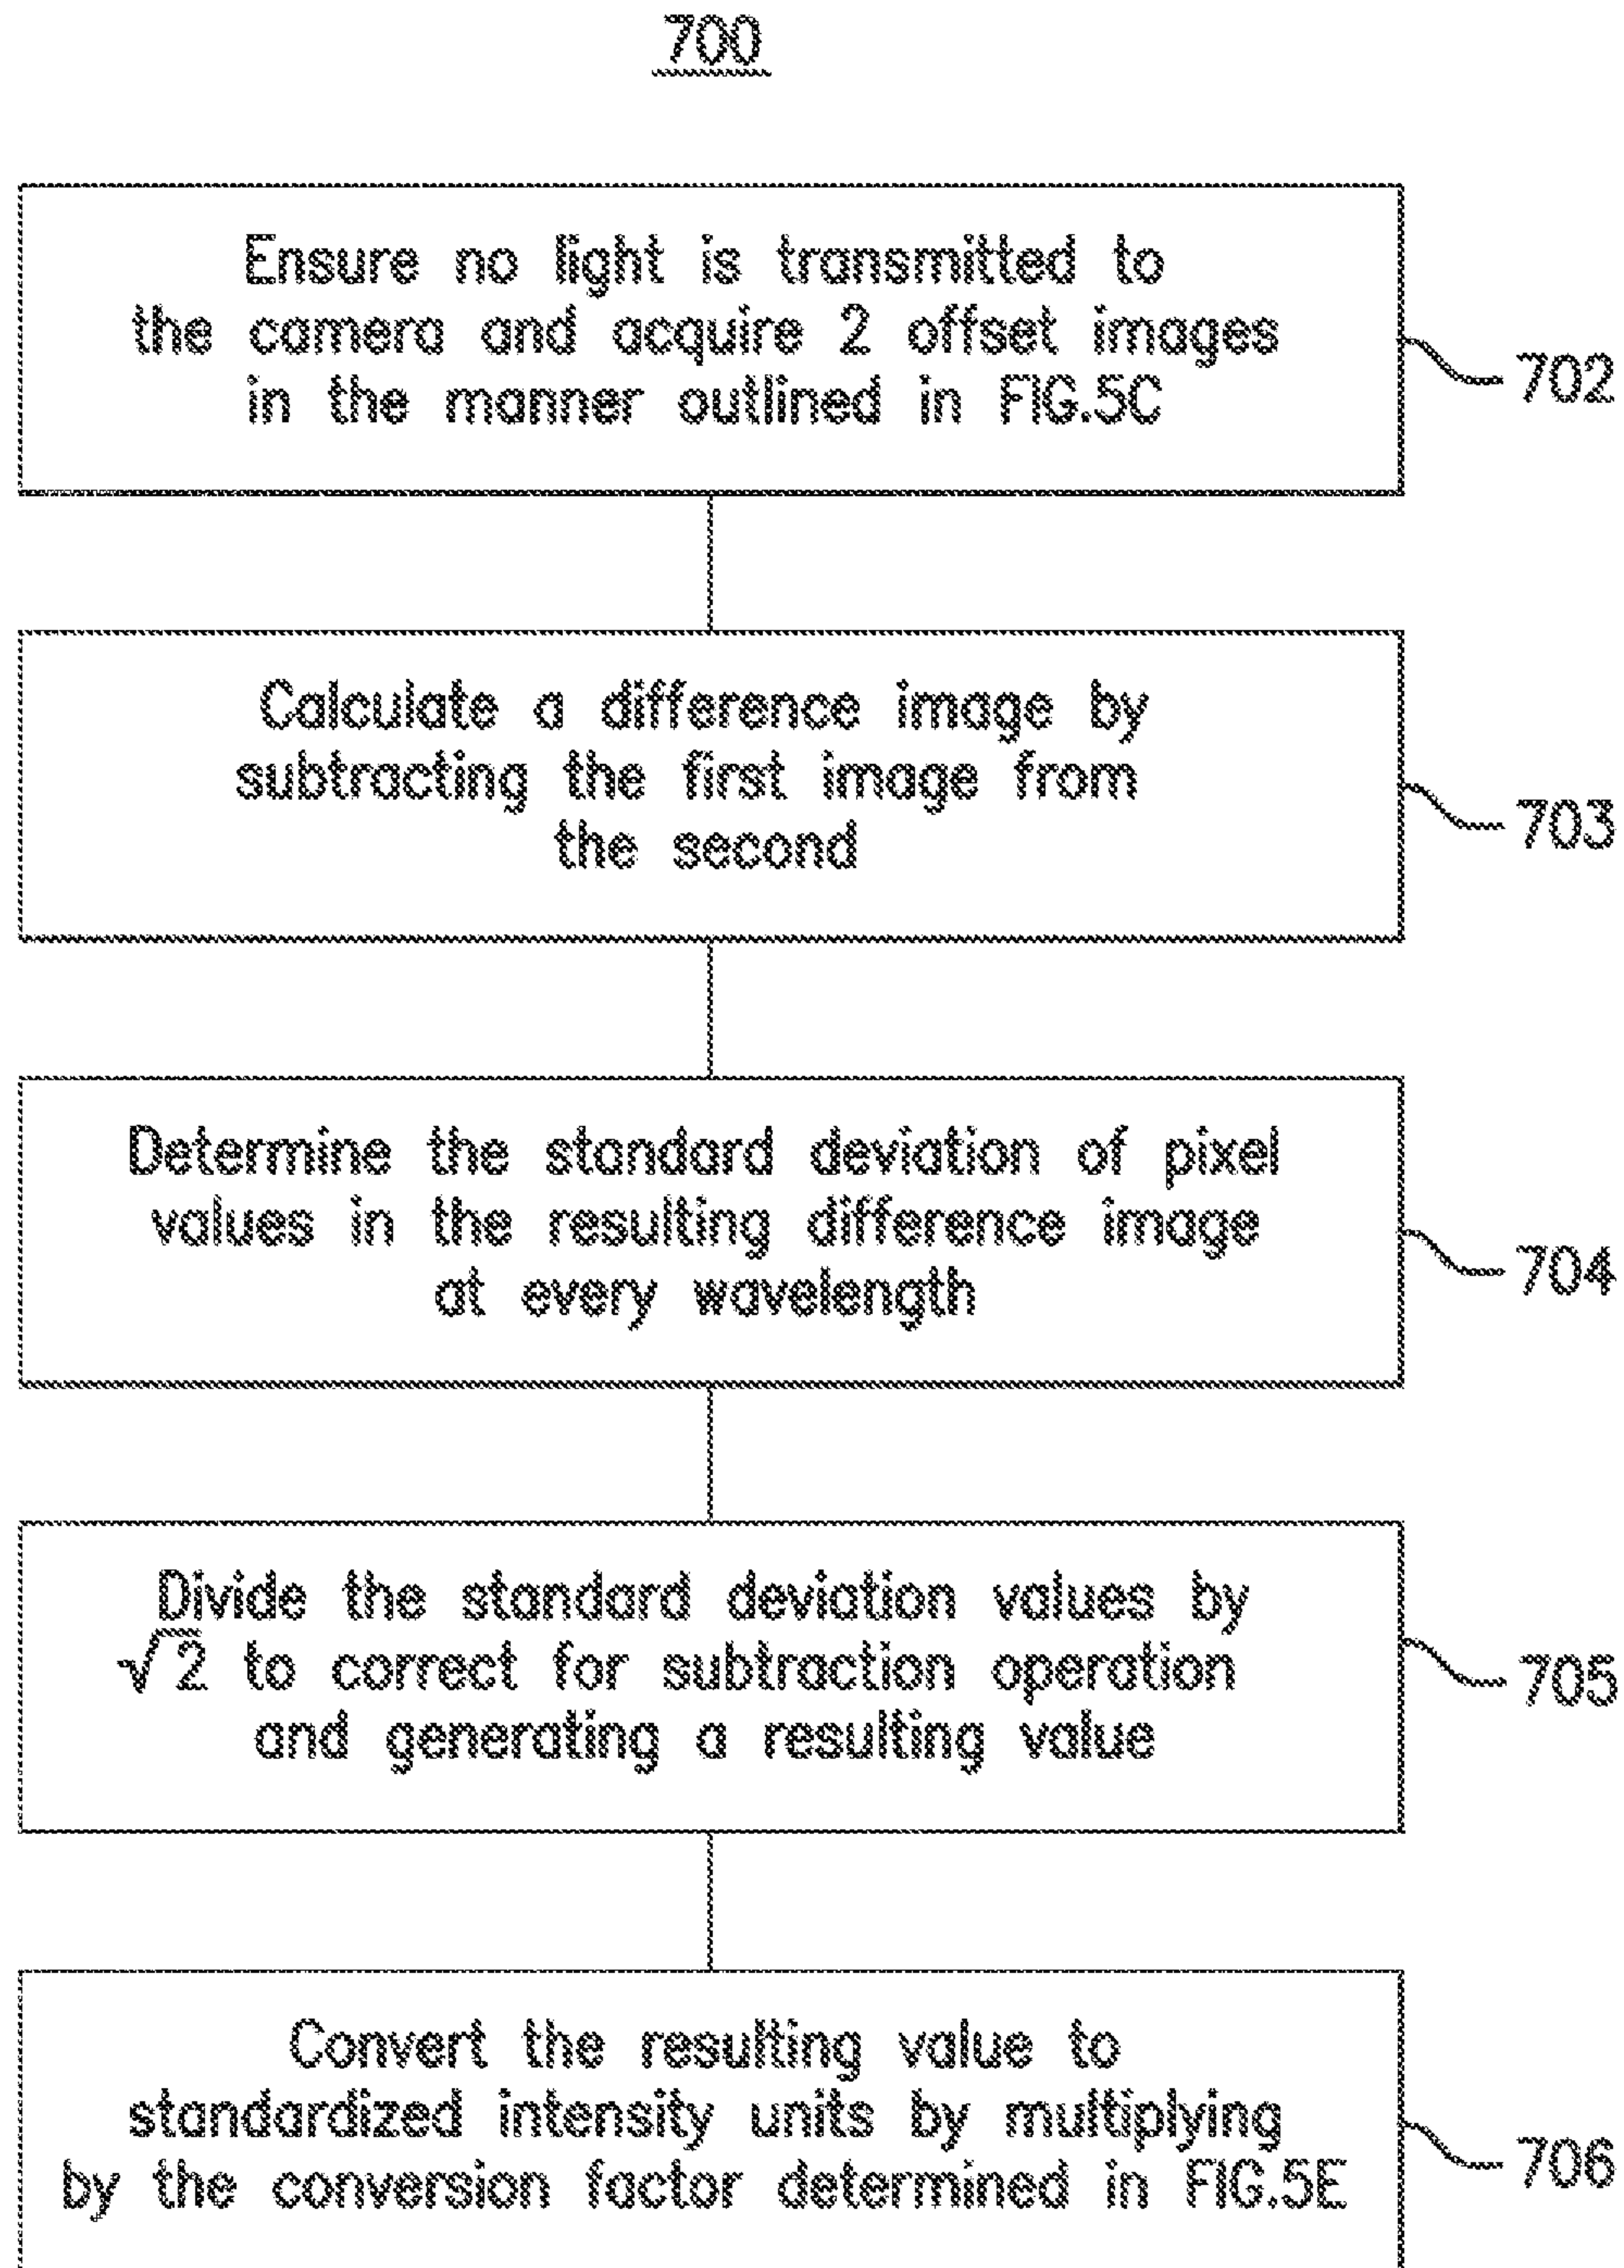 700
Ensure no light is transmitted to
the camera and acquire 2 offset images
in the manner outlined in FIG.5C
702
Calculate a difference image by
subtracting the first image from
the second
703
Determine the standard deviation of pixel
values in the resulting difference image
at every wavelength
704
Divide the standard deviation values by
√2 to correct for subtraction operation
and generating a resulting value
705
Convert the resulting value to
standardized intensity units by multiplying
by the conversion factor determined in FIG.5E
706